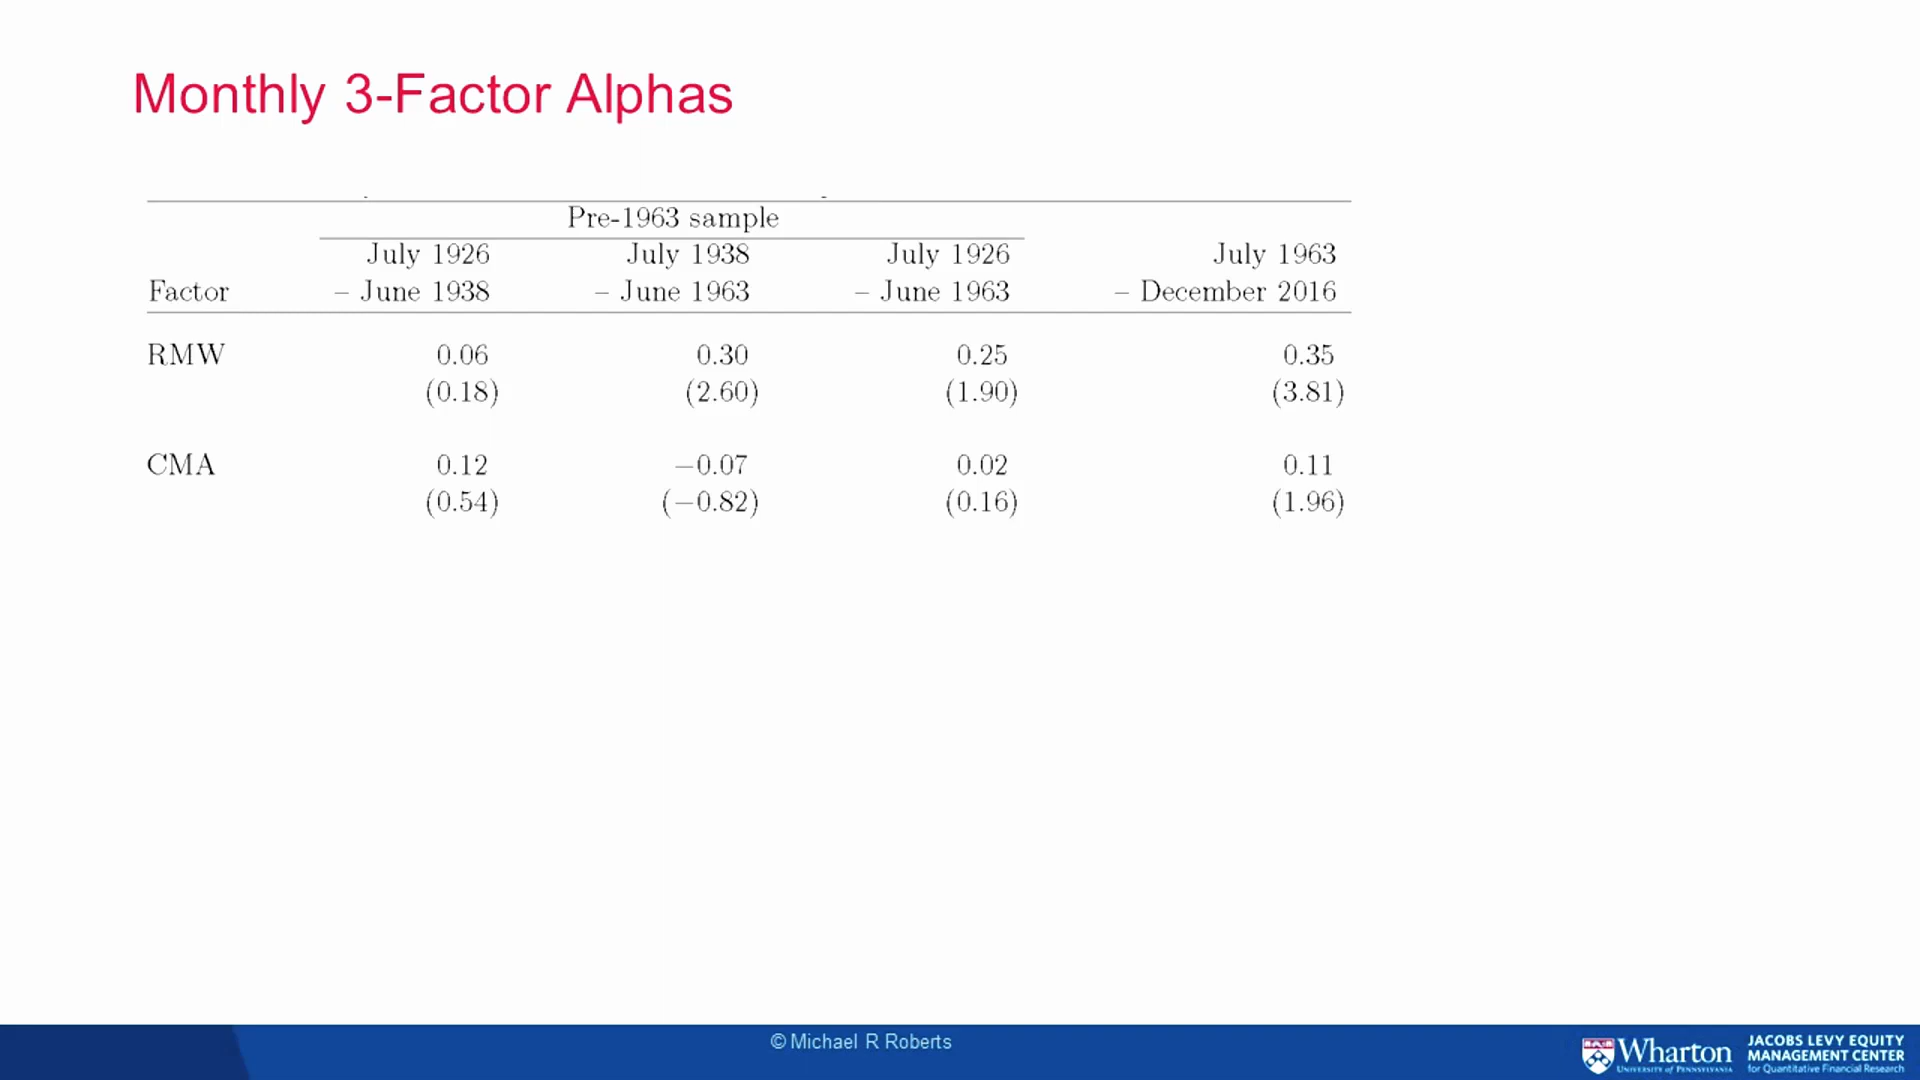 Monthly 3-Factor Alphas
Pre-1963 sample
July 1926 July 1938 July 1926 July 1963
Factor – June 1938 – June 1963 – June 1963 – December 2016
RMW 0.06 0.30 0.25 0.35
(0.18) (2.60) (1.90) (3.81)
CMA 0.12 −0.07 0.02 0.11
(0.54) (−0.82) (0.16) (1.96)
© Michael R Roberts
Wharton
UNIVERSITY of PENNSYLVANIA
JACOBS LEVY EQUITY
MANAGEMENT CENTER
for Quantitative Financial Research